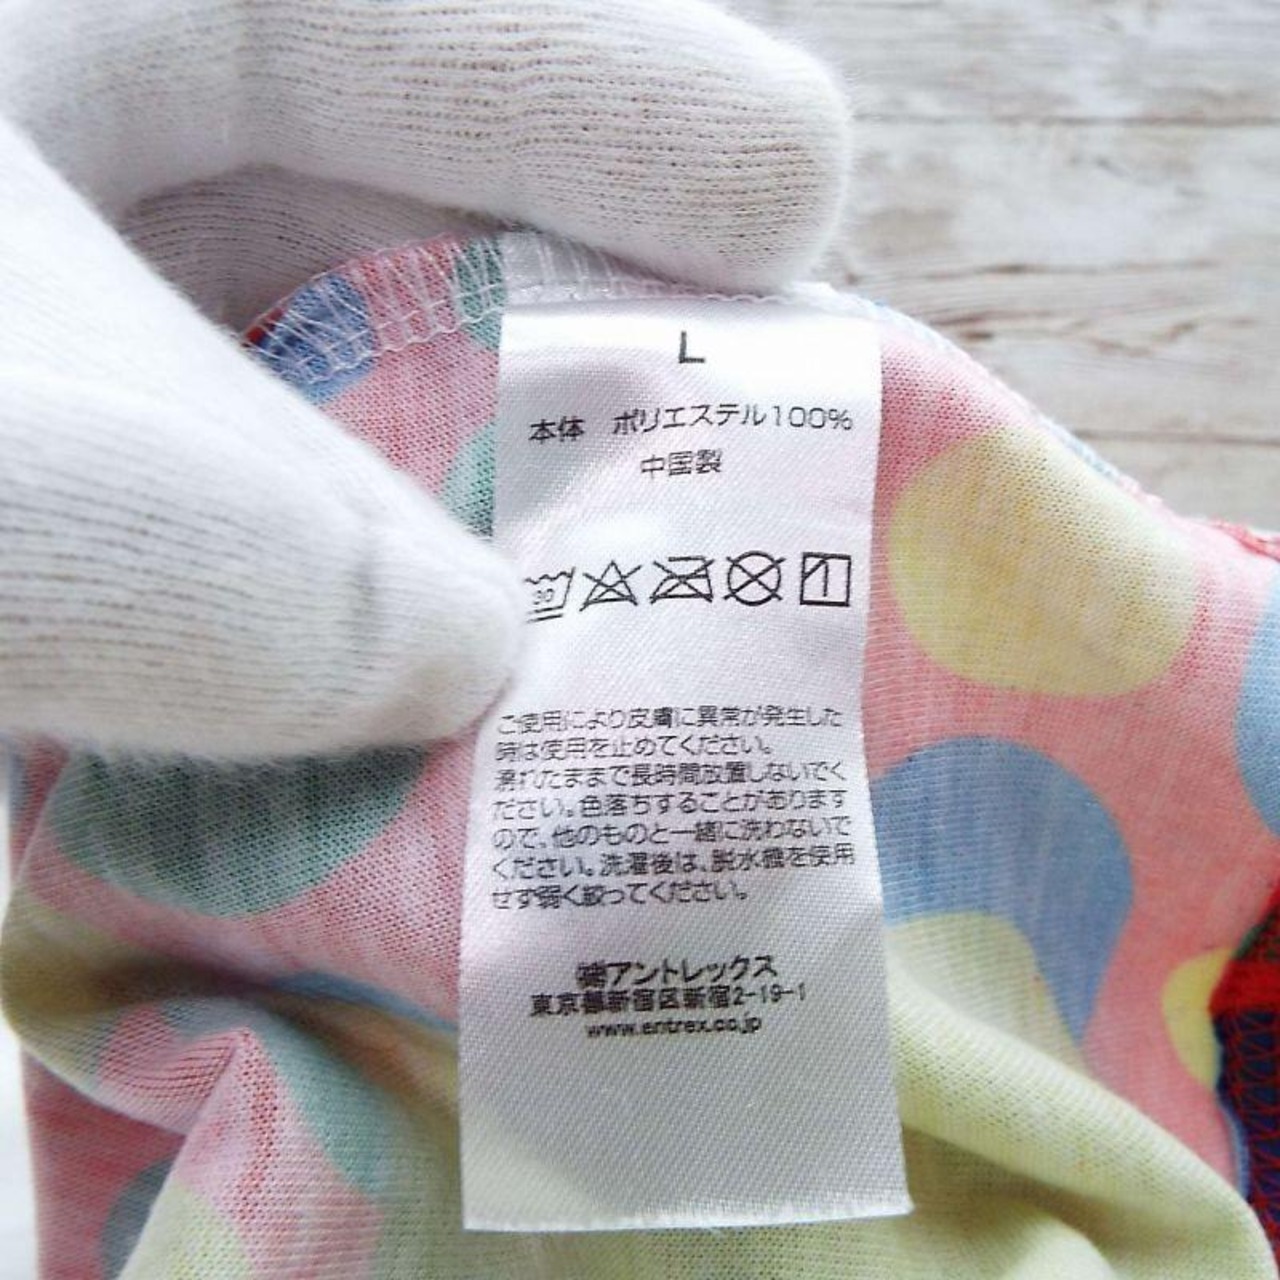 L
本体　ポリエステル100%
中国製
30
ご使用により皮膚に異常が発生した
時は使用を止めてください。
濡れたままで長時間放置しないでく
ださい。色落ちすることがあります
ので、他のものと一緒に洗わないで
ください。洗濯後は、脱水機を使用
せず弱く絞ってください。
㈱アントレックス
東京都新宿区新宿2-19-1
www.entrex.co.jp